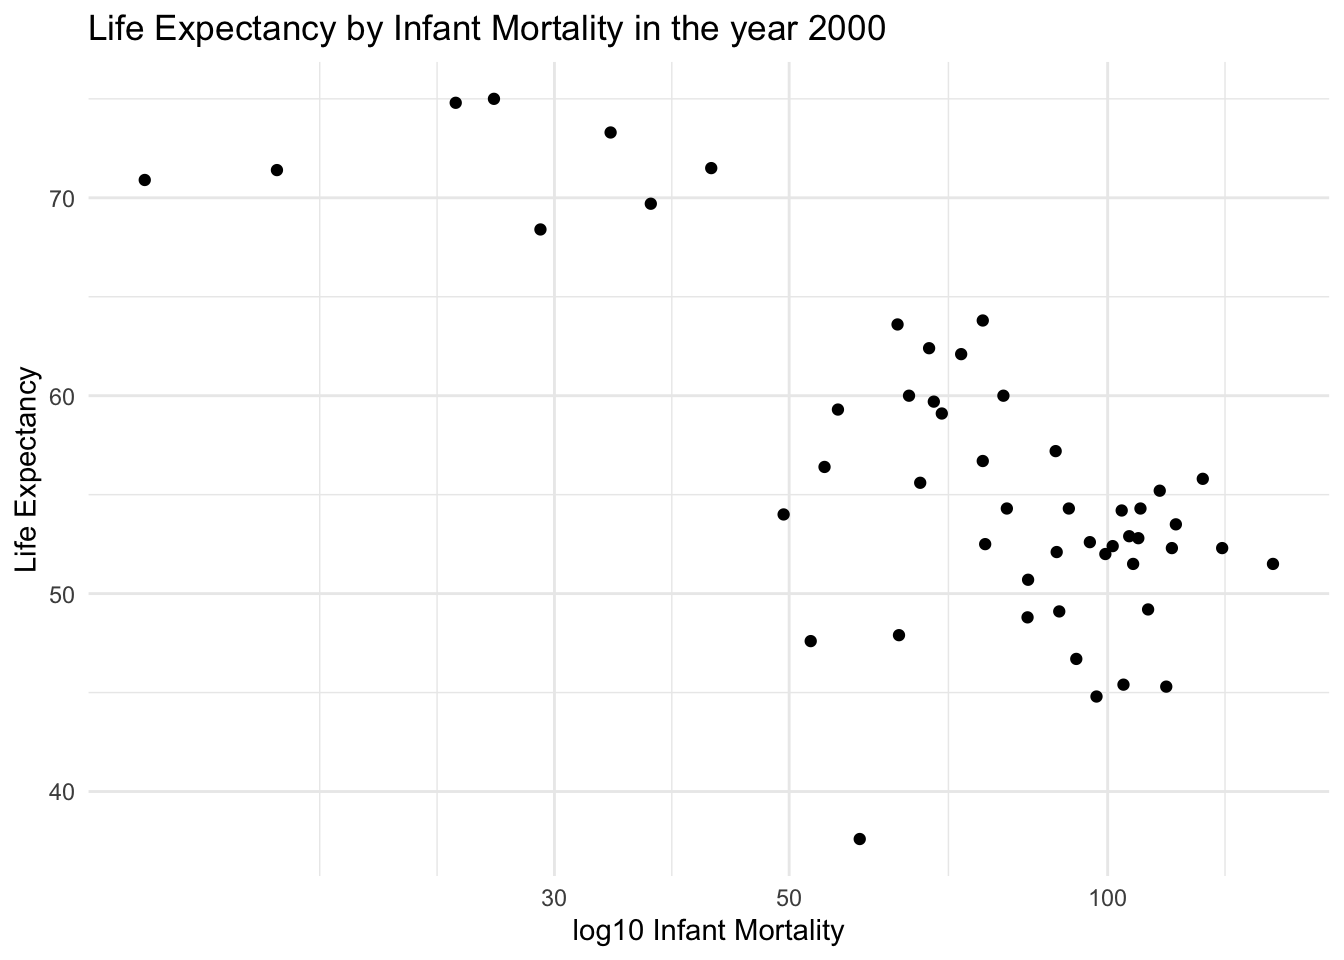 Life Expectancy by Infant Mortality in the year 2000
Life Expectancy
70
60
50
40
30 50 100
log10 Infant Mortality